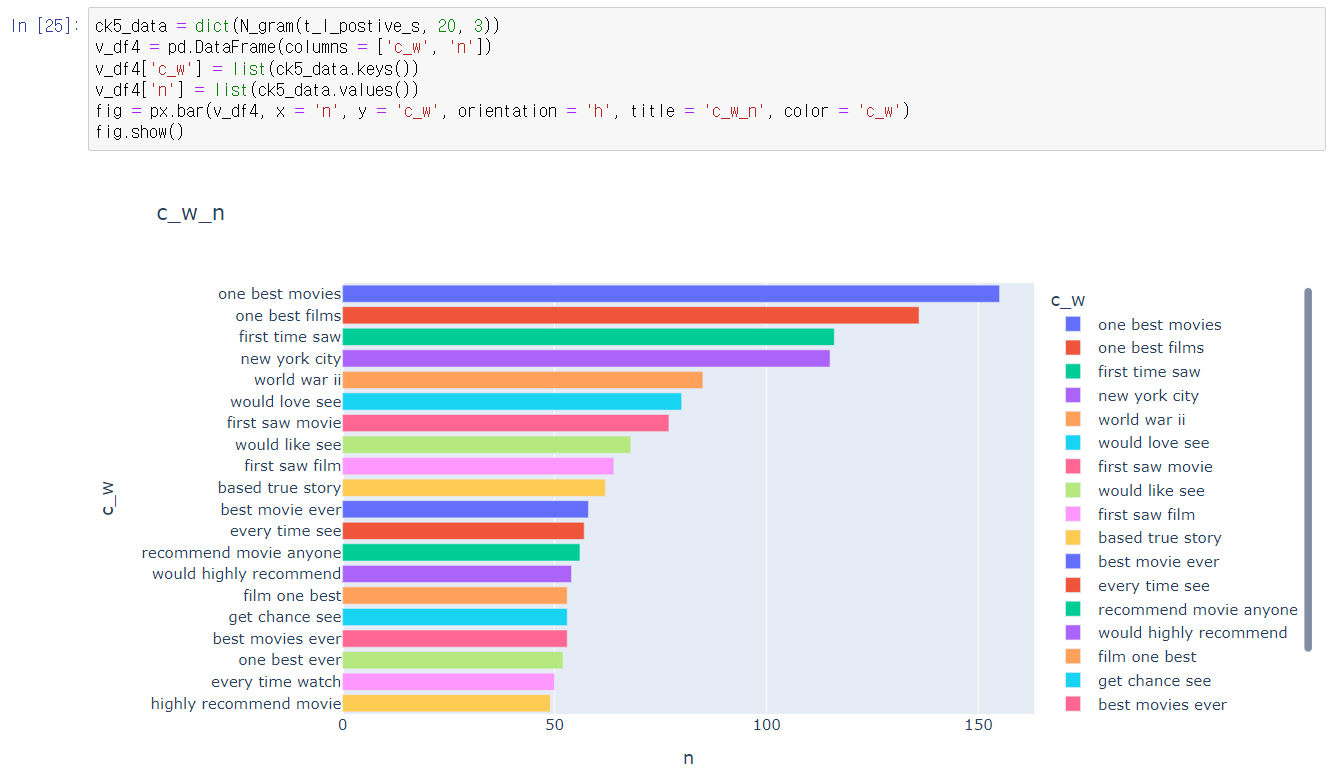 In [25]:
ck5_data = dict(N_gram(t_l_postive_s, 20, 3))
v_df4 = pd.DataFrame(columns = ['c_w', 'n'])
v_df4['c_w'] = list(ck5_data.keys())
v_df4['n'] = list(ck5_data.values())
fig = px.bar(v_df4, x = 'n', y = 'c_w', orientation = 'h', title = 'c_w_n', color = 'c_w')
fig.show()
c_w_n
c_w
one best movies
one best films
first time saw
new york city
world war ii
would love see
first saw movie
would like see
first saw film
based true story
best movie ever
every time see
recommend movie anyone
would highly recommend
film one best
get chance see
best movies ever
one best ever
every time watch
highly recommend movie
0 50 100 150
n
c_w
one best movies
one best films
first time saw
new york city
world war ii
would love see
first saw movie
would like see
first saw film
based true story
best movie ever
every time see
recommend movie anyone
would highly recommend
film one best
get chance see
best movies ever